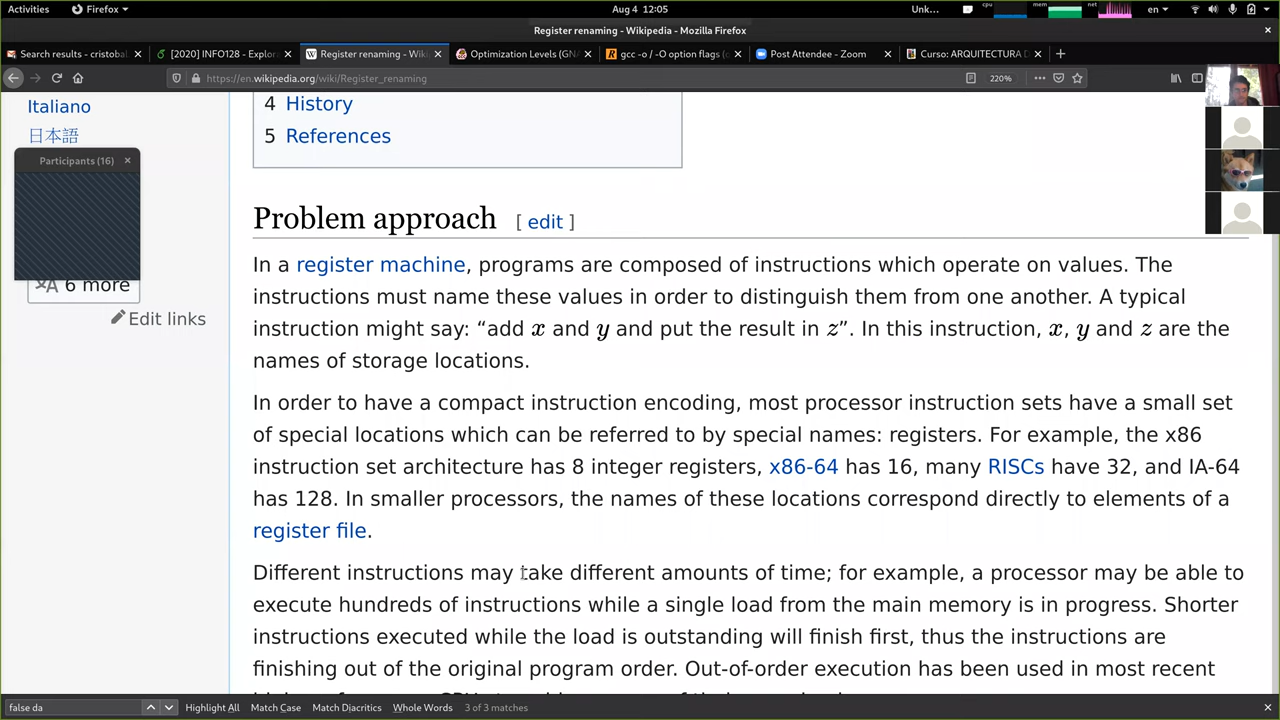 Activities
Firefox
Aug 4 12:05
Unk...
cpu
mem
net
en
Register renaming - Wikipedia - Mozilla Firefox
Search results - cristobal
[2020] INFO128 - Explora
Register renaming - Wiki
Optimization Levels (GNA
gcc -o / -O option flags (c
Post Attendee - Zoom
Curso: ARQUITECTURA D
https://en.wikipedia.org/wiki/Register_renaming
220%
Italiano
日本語
Participants (16)
6 more
Edit links
4 History
5 References
Problem approach [ edit ]
In a register machine, programs are composed of instructions which operate on values. The
instructions must name these values in order to distinguish them from one another. A typical
instruction might say: “add x and y and put the result in z”. In this instruction, x, y and z are the
names of storage locations.
In order to have a compact instruction encoding, most processor instruction sets have a small set
of special locations which can be referred to by special names: registers. For example, the x86
instruction set architecture has 8 integer registers, x86-64 has 16, many RISCs have 32, and IA-64
has 128. In smaller processors, the names of these locations correspond directly to elements of a
register file.
Different instructions may take different amounts of time; for example, a processor may be able to
execute hundreds of instructions while a single load from the main memory is in progress. Shorter
instructions executed while the load is outstanding will finish first, thus the instructions are
finishing out of the original program order. Out-of-order execution has been used in most recent
false da
Highlight All
Match Case
Match Diacritics
Whole Words
3 of 3 matches